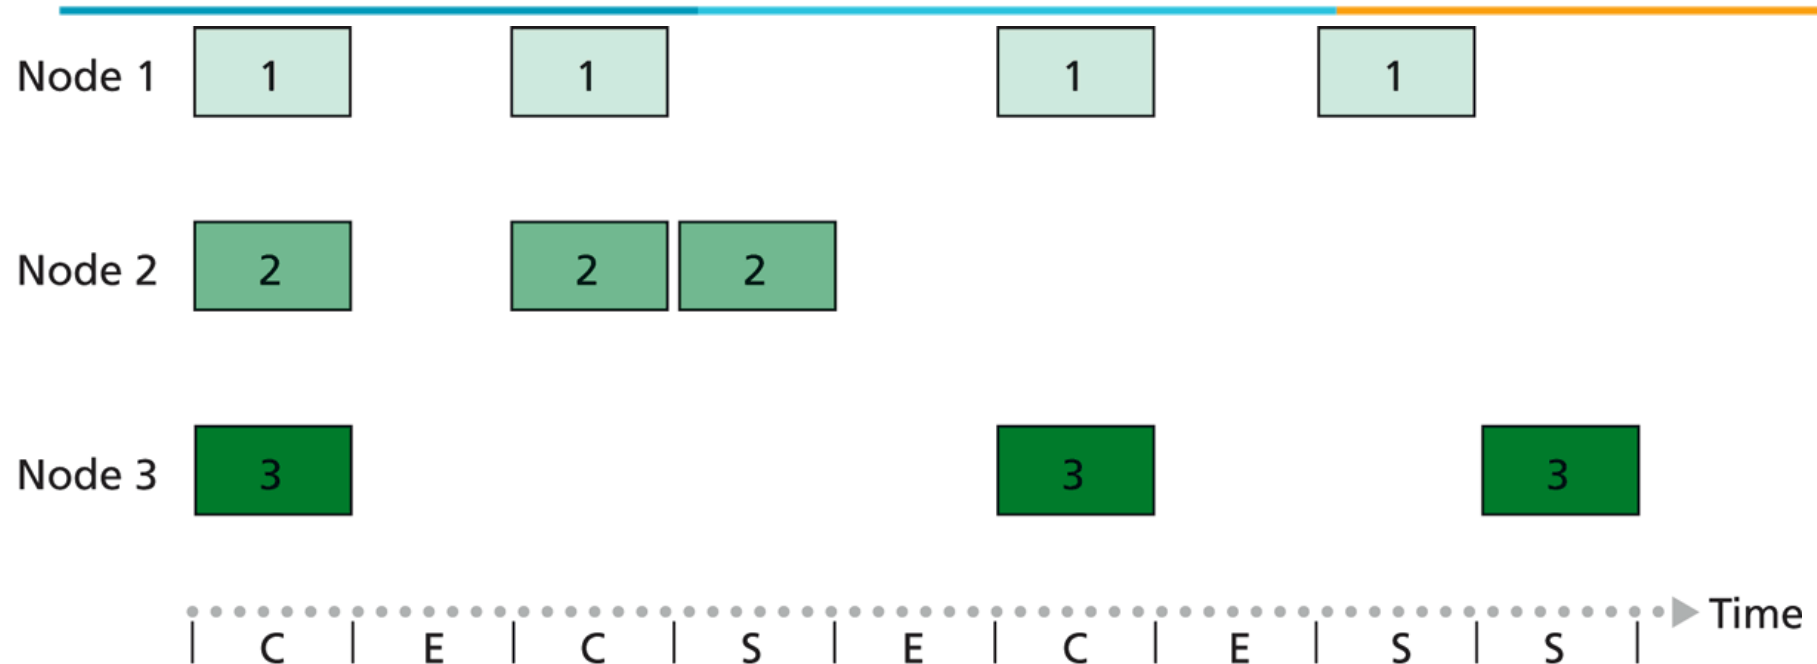 Node 1 1 1 1 1
Node 2 2 2 2
Node 3 3 3 3
Time
C E C S E C E S S